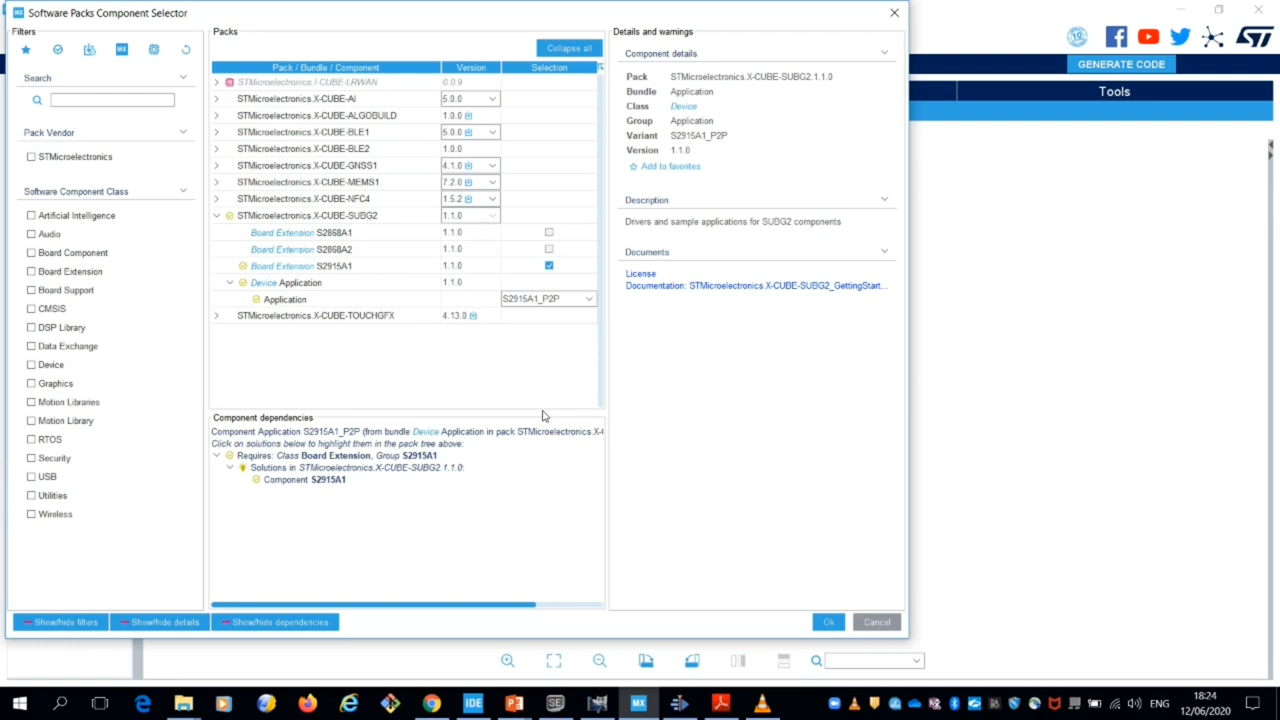 MX Software Packs Component Selector
Filters
MX
Search
Pack Vendor
STMicroelectronics
Software Component Class
Artificial Intelligence
Audio
Board Component
Board Extension
Board Support
CMSIS
DSP Library
Data Exchange
Device
Graphics
Motion Libraries
Motion Library
RTOS
Security
USB
Utilities
Wireless
Packs
Collapse all
Pack / Bundle / Component Version Selection
STMicroelectronics.I-CUBE-LRWAN 0.0.9
STMicroelectronics.X-CUBE-AI 5.0.0
STMicroelectronics.X-CUBE-ALGOBUILD 1.0.0
STMicroelectronics.X-CUBE-BLE1 5.0.0
STMicroelectronics.X-CUBE-BLE2 1.0.0
STMicroelectronics.X-CUBE-GNSS1 4.1.0
STMicroelectronics.X-CUBE-MEMS1 7.2.0
STMicroelectronics.X-CUBE-NFC4 1.5.2
STMicroelectronics.X-CUBE-SUBG2 1.1.0
Board Extension S2868A1 1.1.0
Board Extension S2868A2 1.1.0
Board Extension S2915A1 1.1.0
Device Application 1.1.0
Application S2915A1_P2P
STMicroelectronics.X-CUBE-TOUCHGFX 4.13.0
Component dependencies
Component Application S2915A1_P2P (from bundle Device Application in pack STMicroelectronics.X-
Click on solutions below to highlight them in the pack tree above:
Requires: Class Board Extension, Group S2915A1
Solutions in STMicroelectronics.X-CUBE-SUBG2.1.1.0:
Component S2915A1
Details and warnings
Component details
Pack STMicroelectronics.X-CUBE-SUBG2.1.1.0
Bundle Application
Class Device
Group Application
Variant S2915A1_P2P
Version 1.1.0
Add to favorites
Description
Drivers and sample applications for SUBG2 components
Documents
License
Documentation: STMicroelectronics.X-CUBE-SUBG2_GettingStart...
Show/hide filters Show/hide details Show/hide dependencies
Ok Cancel
ST
GENERATE CODE
Tools
IDE
SE
MX
ENG
18:24
12/06/2020